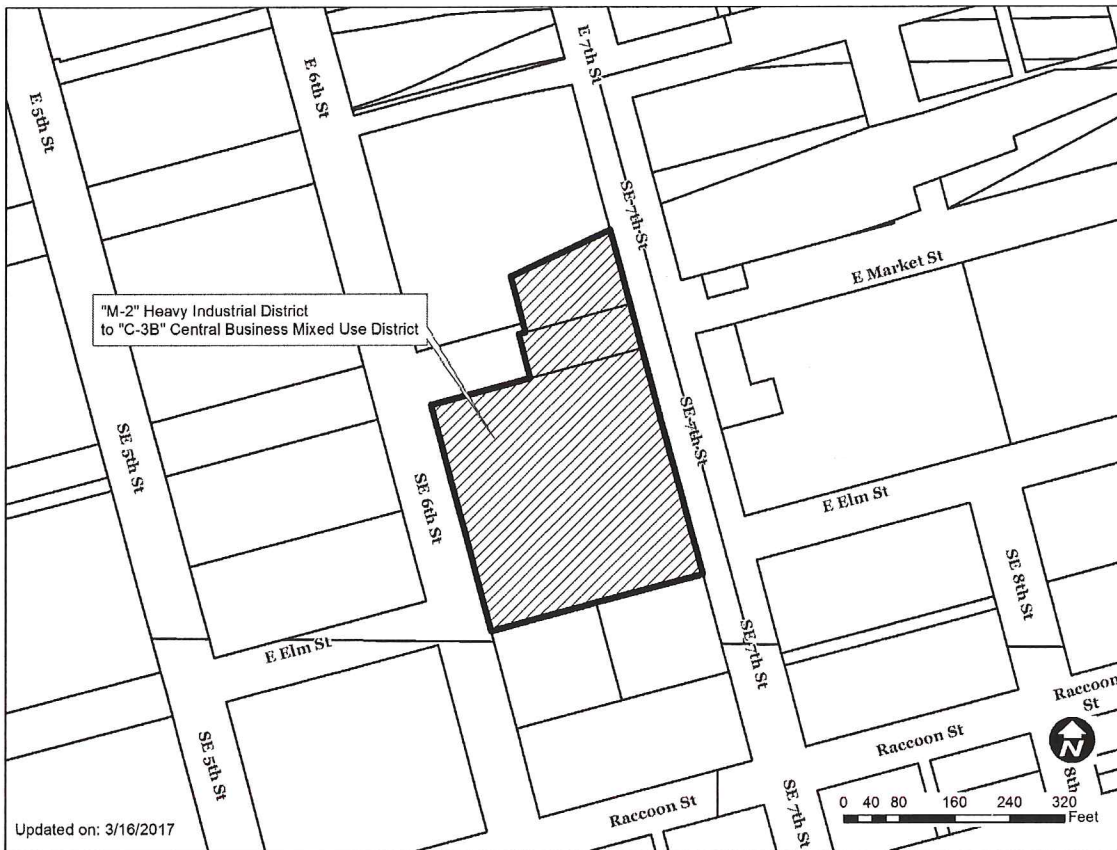 E 5th St
E 6th St
E 7th St
SE 7th St
E Market St
"M-2" Heavy Industrial District
to "C-3B" Central Business Mixed Use District
SE 5th St
SE 6th St
SE 7th St
E Elm St
SE 8th St
E Elm St
SE 7th St
Raccoon
St
SE 5th St
Raccoon St
N
8th
Raccoon St
SE 7th St
0 40 80 160 240 320
Feet
Updated on: 3/16/2017